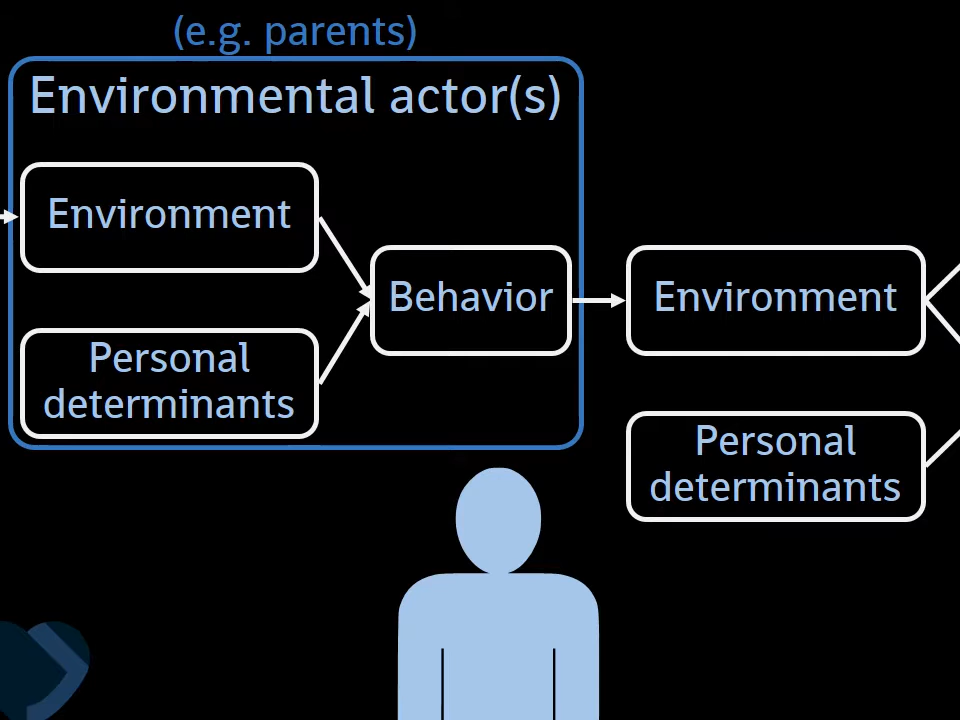 (e.g. parents)
Environmental actor(s)
Environment
Behavior
Environment
Personal
determinants
Personal
determinants